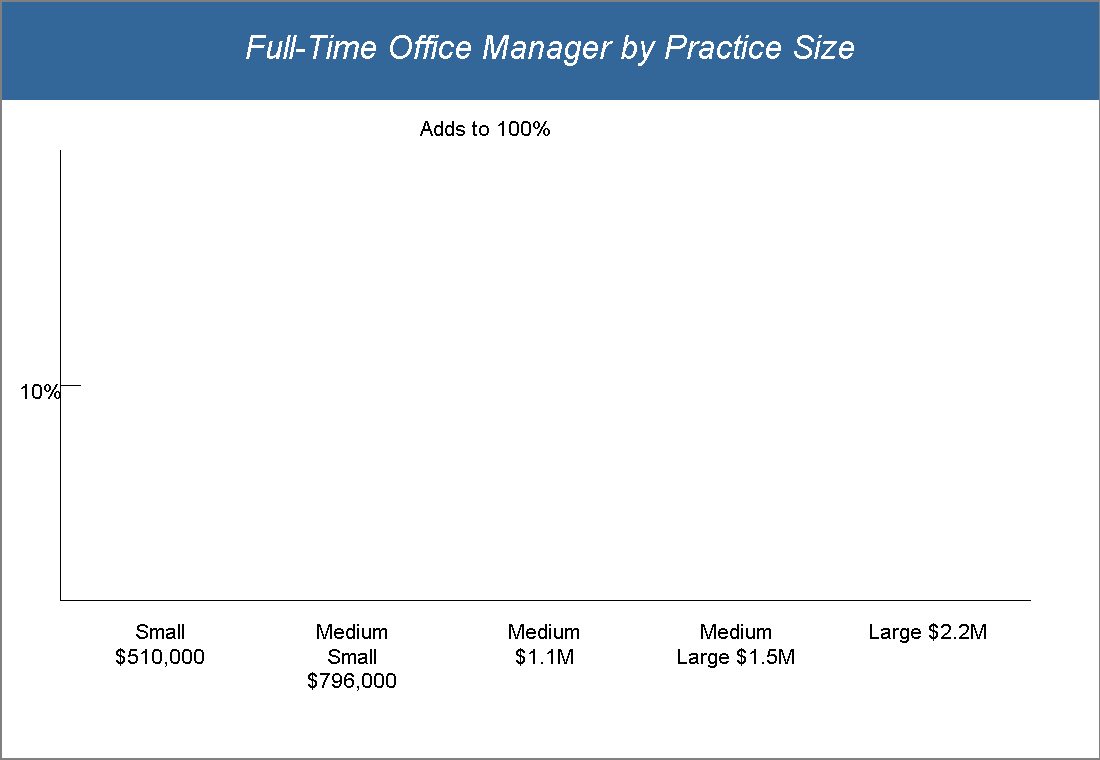 Full-Time Office Manager by Practice Size
Adds to 100%
10%
Small
$510,000
Medium
Small
$796,000
Medium
$1.1M
Medium
Large $1.5M
Large $2.2M